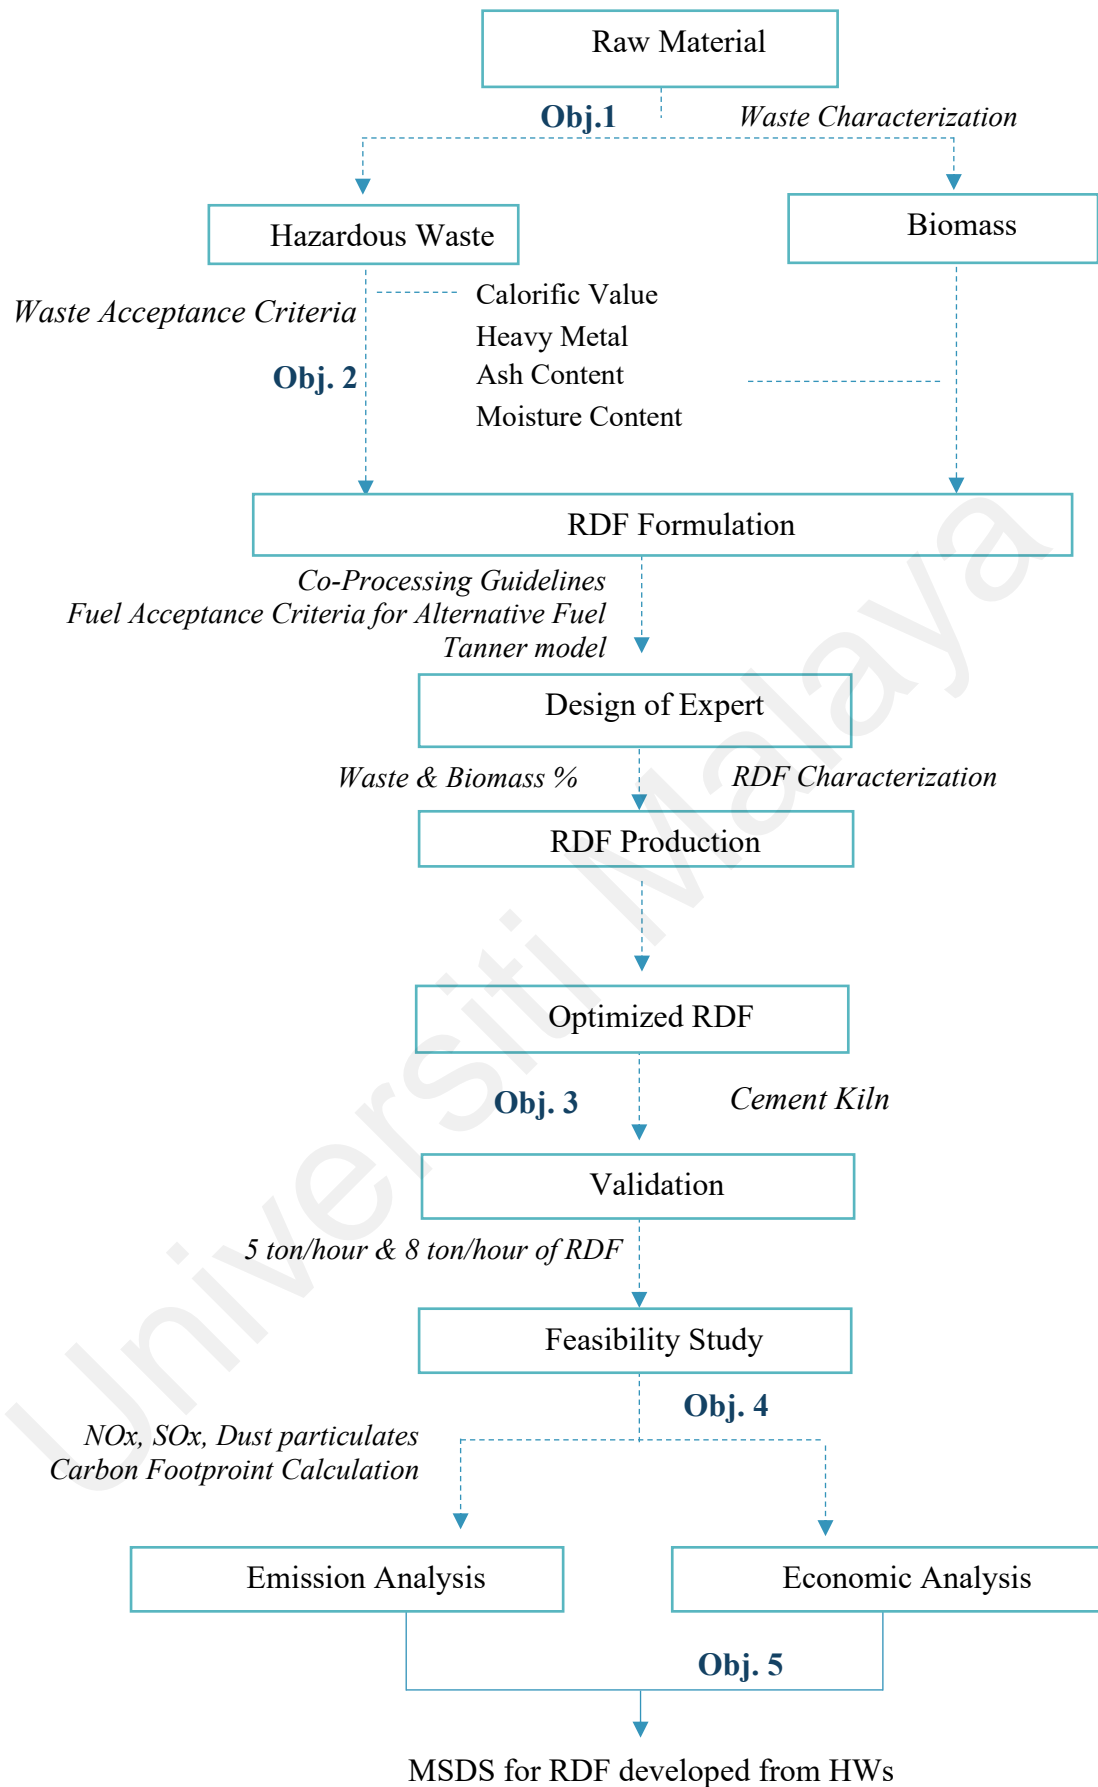 Raw Material
Obj.1
Waste Characterization
Hazardous Waste
Biomass
Waste Acceptance Criteria
Calorific Value
Heavy Metal
Obj. 2
Ash Content
Moisture Content
RDF Formulation
Co-Processing Guidelines
Fuel Acceptance Criteria for Alternative Fuel
Tanner model
Design of Expert
Waste & Biomass %
RDF Characterization
RDF Production
Optimized RDF
Obj. 3
Cement Kiln
Validation
5 ton/hour & 8 ton/hour of RDF
Feasibility Study
Obj. 4
NOx, SOx, Dust particulates
Carbon Footproint Calculation
Emission Analysis
Economic Analysis
Obj. 5
MSDS for RDF developed from HWs
Universiti Malaya